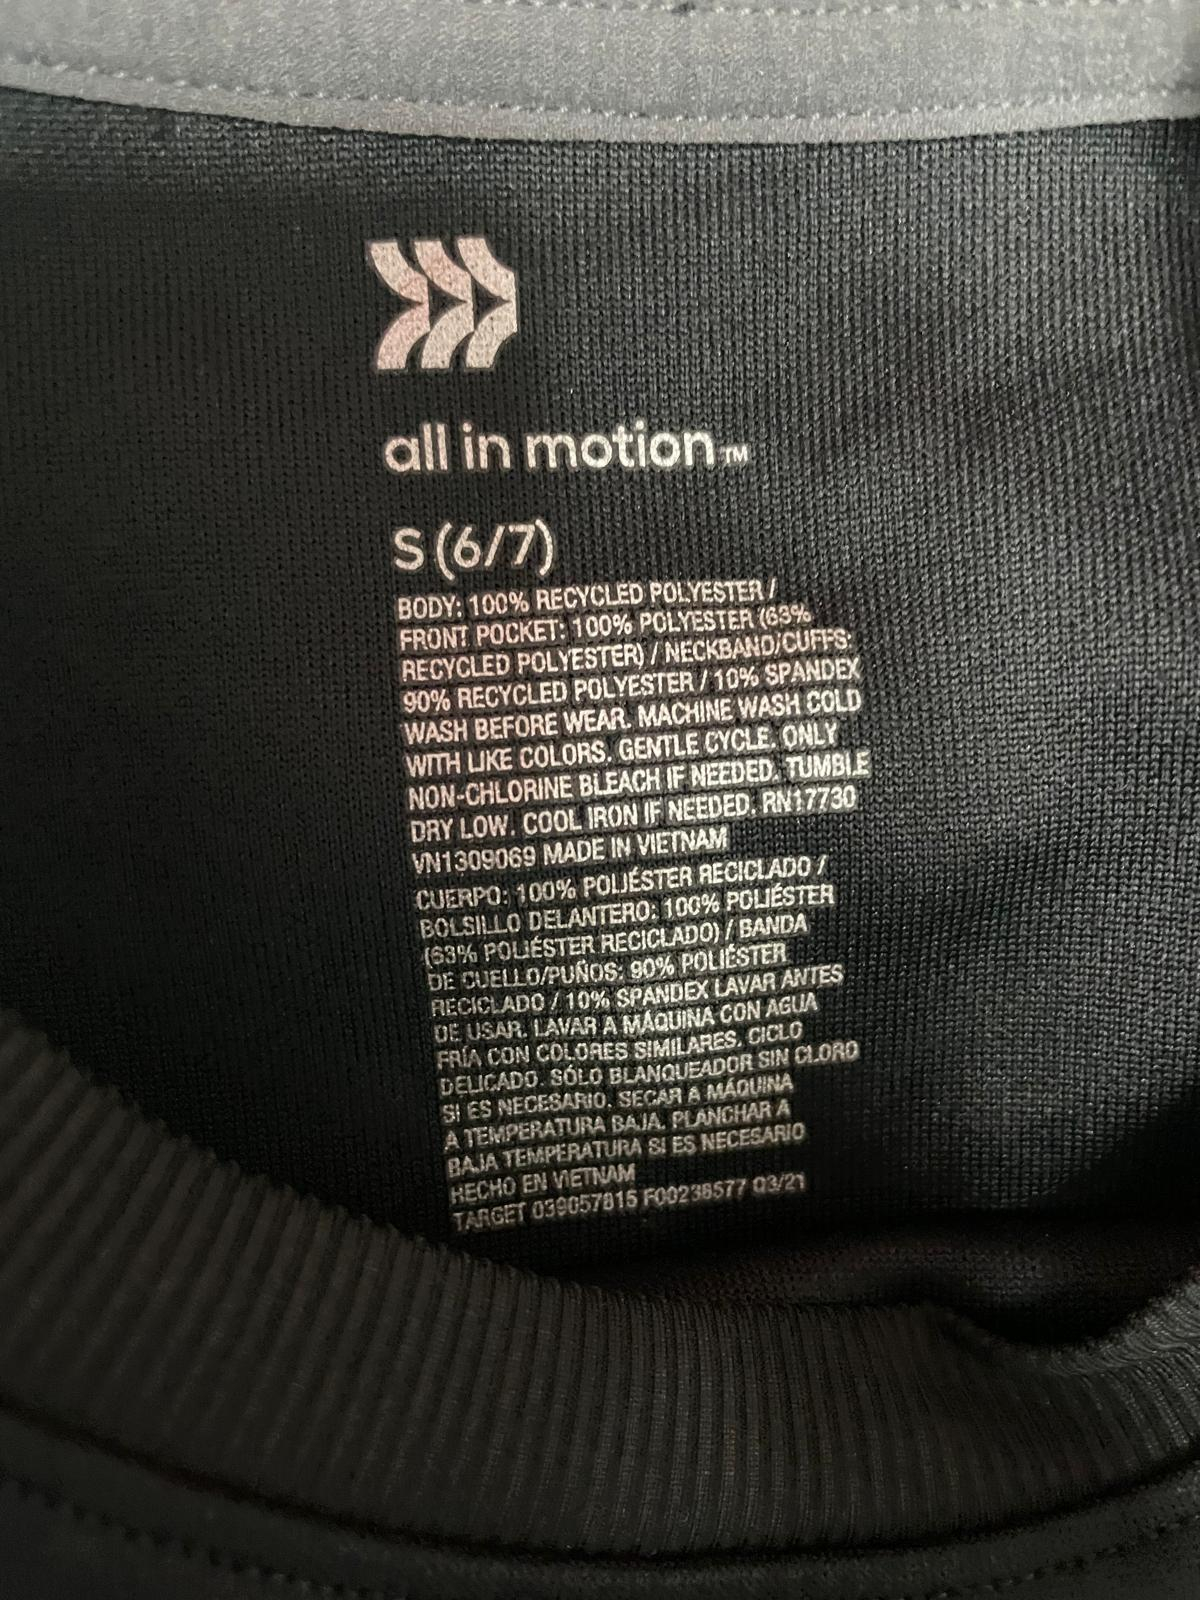 all in motion™
S (6/7)
BODY: 100% RECYCLED POLYESTER /
FRONT POCKET: 100% POLYESTER (63%
RECYCLED POLYESTER) / NECKBAND/CUFFS:
90% RECYCLED POLYESTER / 10% SPANDEX
WASH BEFORE WEAR. MACHINE WASH COLD
WITH LIKE COLORS. GENTLE CYCLE. ONLY
NON-CHLORINE BLEACH IF NEEDED. TUMBLE
DRY LOW. COOL IRON IF NEEDED. RN17730
VN1309069 MADE IN VIETNAM
CUERPO: 100% POLIÉSTER RECICLADO /
BOLSILLO DELANTERO: 100% POLIÉSTER
(63% POLIÉSTER RECICLADO) / BANDA
DE CUELLO/PUÑOS: 90% POLIÉSTER
RECICLADO / 10% SPANDEX LAVAR ANTES
DE USAR. LAVAR A MÁQUINA CON AGUA
FRÍA CON COLORES SIMILARES. CICLO
DELICADO. SÓLO BLANQUEADOR SIN CLORO
SI ES NECESARIO. SECAR A MÁQUINA
A TEMPERATURA BAJA. PLANCHAR A
BAJA TEMPERATURA SI ES NECESARIO
HECHO EN VIETNAM
TARGET 039057815 F00238577 Q3/21